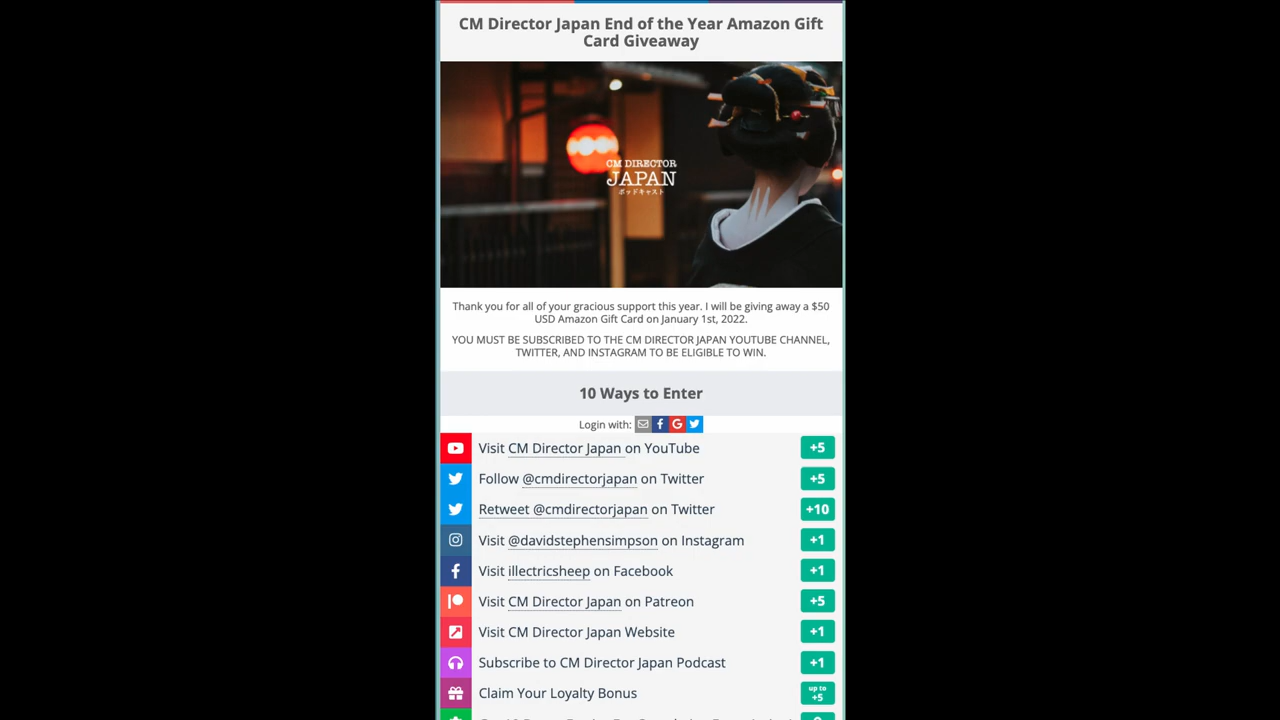 CM Director Japan End of the Year Amazon Gift
Card Giveaway
CM DIRECTOR
JAPAN
ポッドキャスト
Thank you for all of your gracious support this year. I will be giving away a $50
USD Amazon Gift Card on January 1st, 2022.
YOU MUST BE SUBSCRIBED TO THE CM DIRECTOR JAPAN YOUTUBE CHANNEL,
TWITTER, AND INSTAGRAM TO BE ELIGIBLE TO WIN.
10 Ways to Enter
Login with:
Visit CM Director Japan on YouTube +5
Follow @cmdirectorjapan on Twitter +5
Retweet @cmdirectorjapan on Twitter +10
Visit @davidstephensimpson on Instagram +1
Visit illectricsheep on Facebook +1
Visit CM Director Japan on Patreon +5
Visit CM Director Japan Website +1
Subscribe to CM Director Japan Podcast +1
Claim Your Loyalty Bonus up to +5